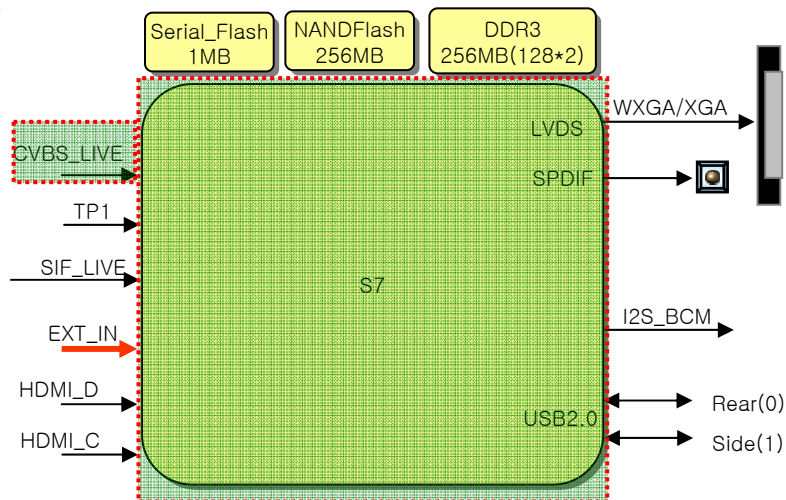 Serial_Flash
1MB
NANDFlash
256MB
DDR3
256MB(128*2)
WXGA/XGA
LVDS
CVBS_LIVE
SPDIF
TP1
SIF_LIVE
S7
I2S_BCM
EXT_IN
HDMI_D
Rear(0)
USB2.0
HDMI_C
Side(1)